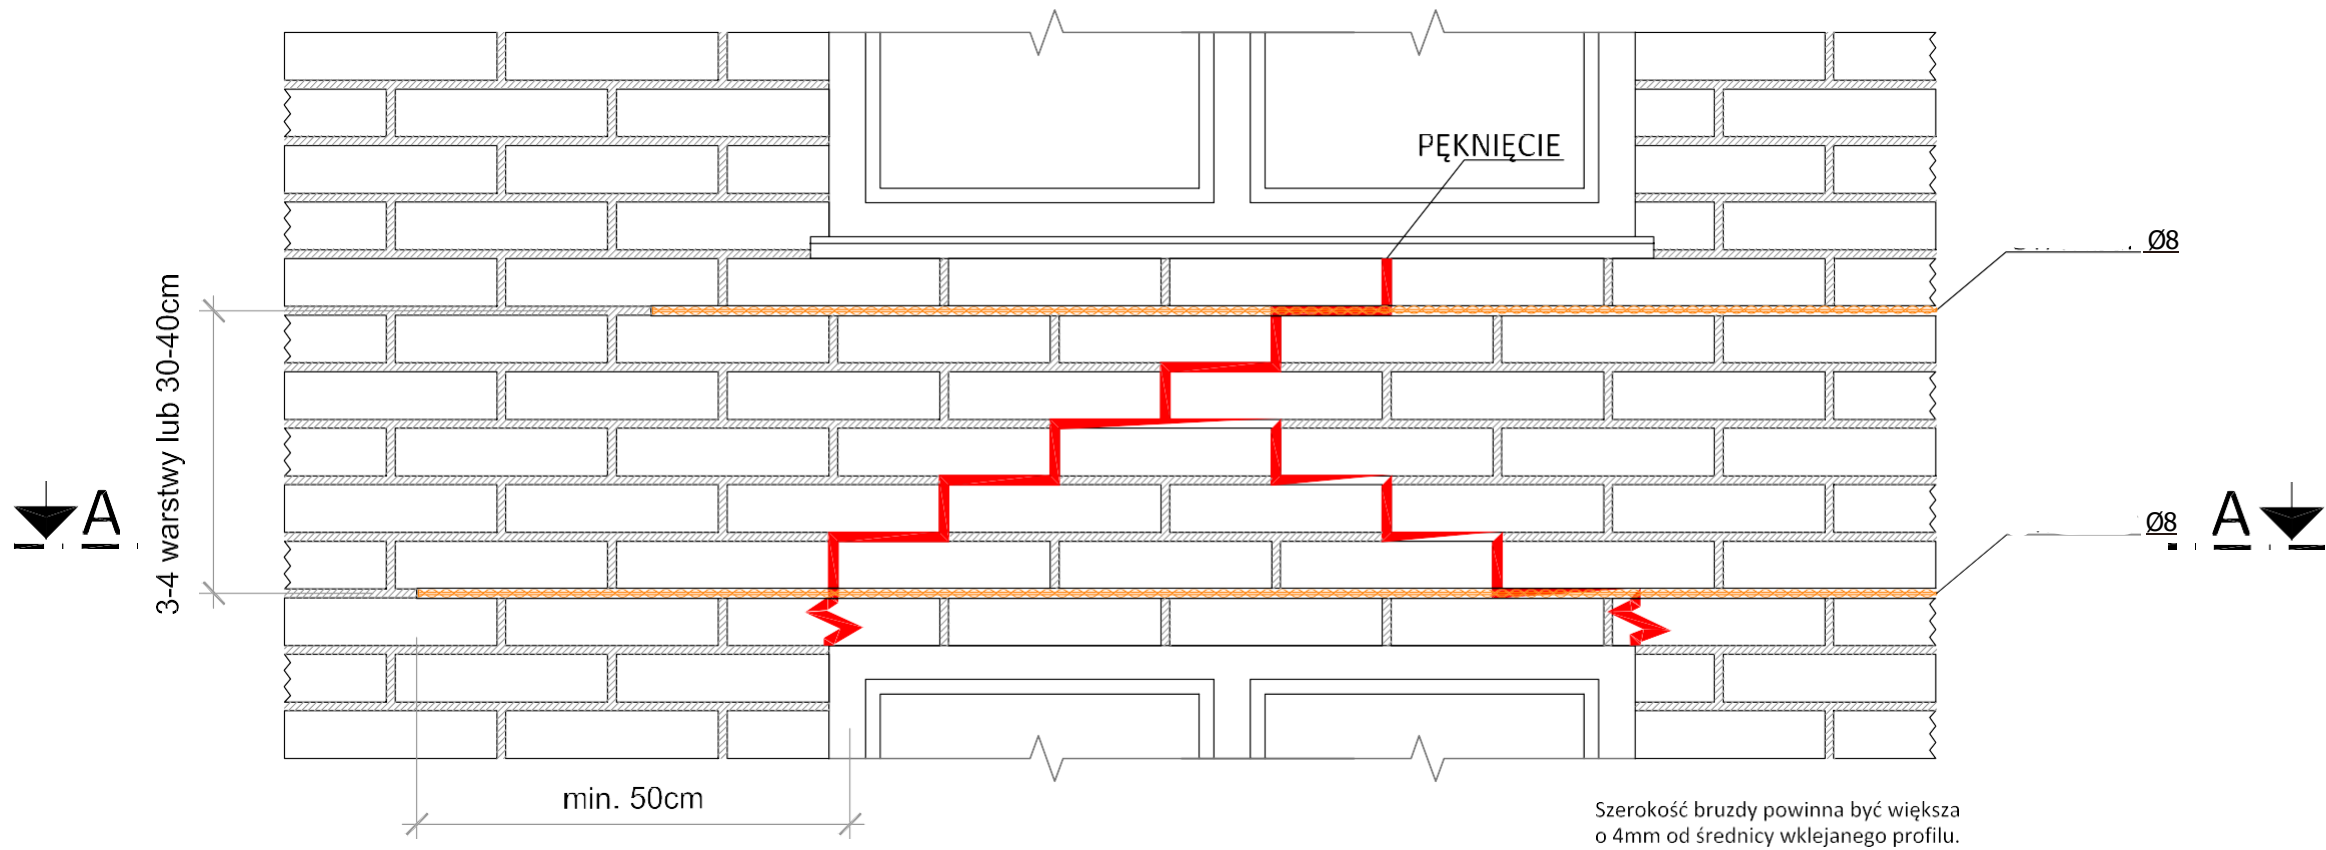 PĘKNIĘCIE
Ø8
3-4 warstwy lub 30-40cm
A
A
Ø8
min. 50cm
Szerokość bruzdy powinna być większa
o 4mm od średnicy wklejanego profilu.